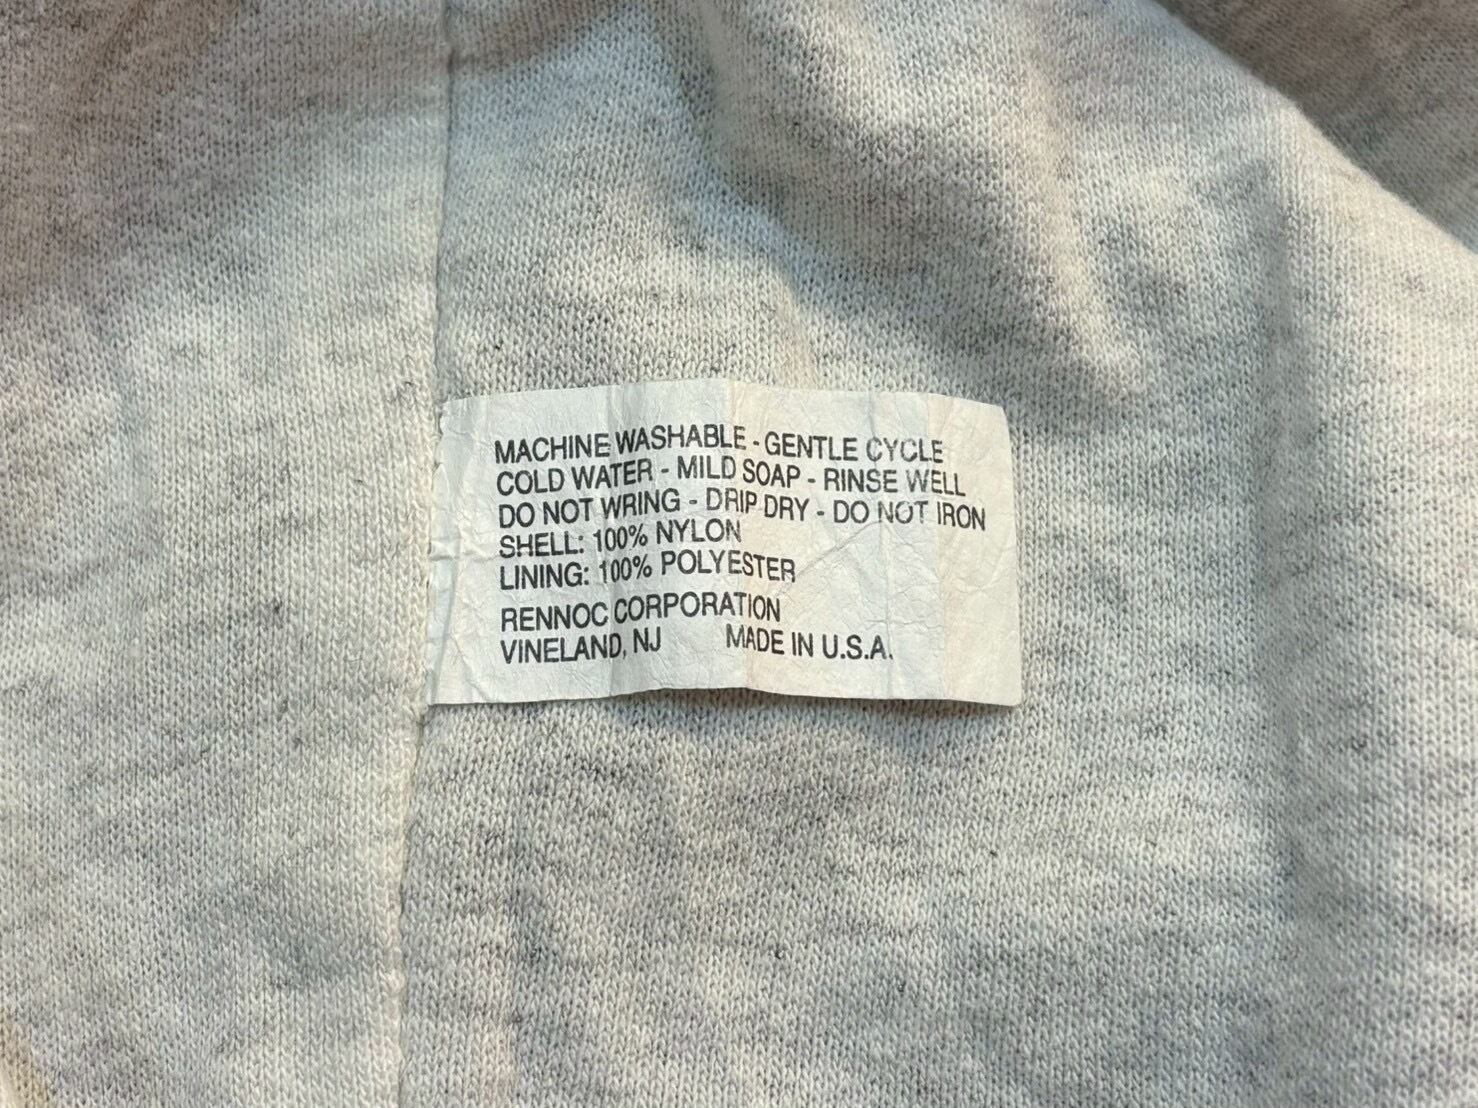 MACHINE WASHABLE - GENTLE CYCLE
COLD WATER - MILD SOAP - RINSE WELL
DO NOT WRING - DRIP DRY - DO NOT IRON
SHELL: 100% NYLON
LINING: 100% POLYESTER
RENNOC CORPORATION
VINELAND, NJ MADE IN U.S.A.